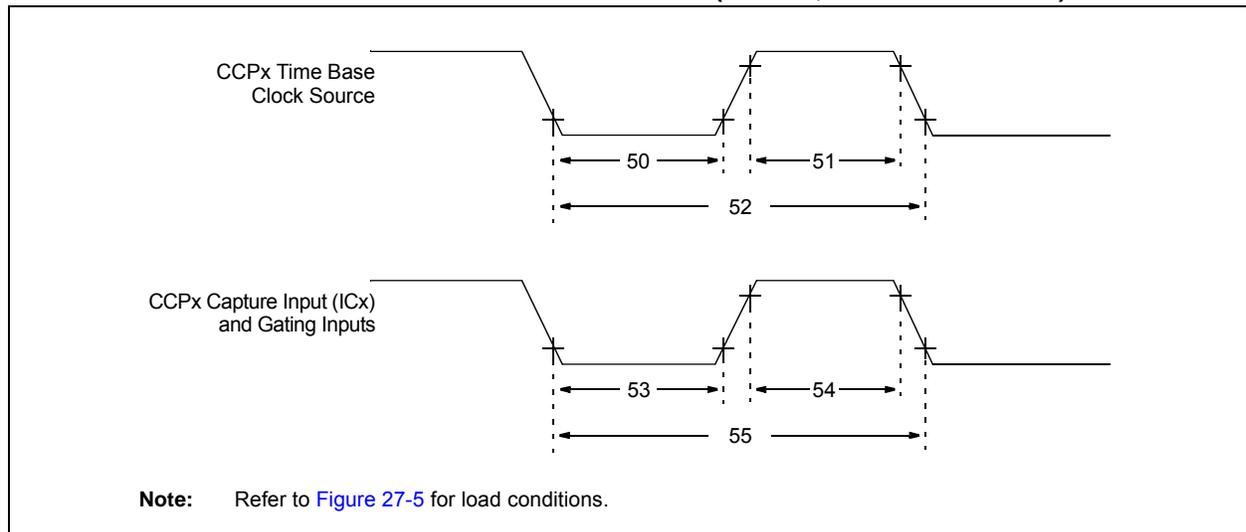 CCPx Time Base
Clock Source
50
51
52
CCPx Capture Input (ICx)
and Gating Inputs
53
54
55
Note: Refer to Figure 27-5 for load conditions.